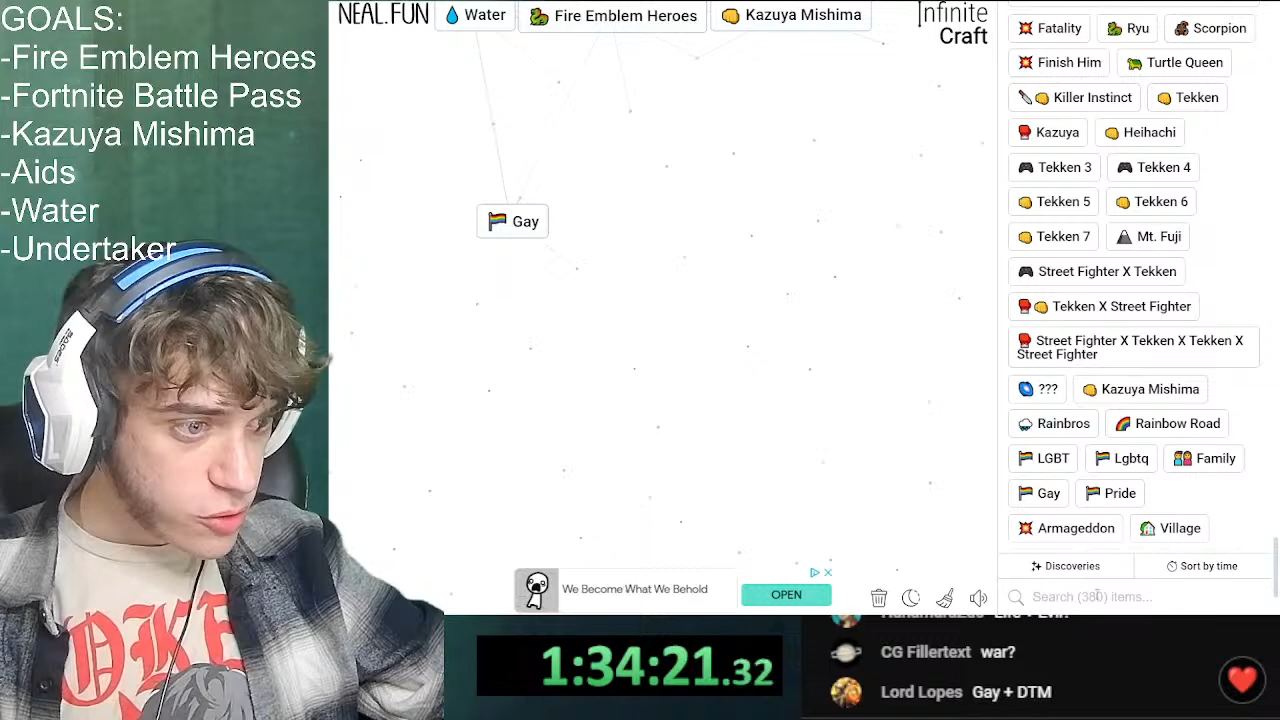 GOALS:
-Fire Emblem Heroes
-Fortnite Battle Pass
-Kazuya Mishima
-Aids
-Water
-Undertaker
NEAL.FUN
Water
Fire Emblem Heroes
Kazuya Mishima
Infinite
Craft
Gay
Fatality
Ryu
Scorpion
Finish Him
Turtle Queen
Killer Instinct
Tekken
Kazuya
Heihachi
Tekken 3
Tekken 4
Tekken 5
Tekken 6
Tekken 7
Mt. Fuji
Street Fighter X Tekken
Tekken X Street Fighter
Street Fighter X Tekken X Tekken X
Street Fighter
???
Kazuya Mishima
Rainbros
Rainbow Road
LGBT
Lgbtq
Family
Gay
Pride
Armageddon
Village
Discoveries
Sort by time
Search (380) items...
We Become What We Behold
OPEN
1:34:21.32
CG Fillertext war?
Lord Lopes Gay + DTM